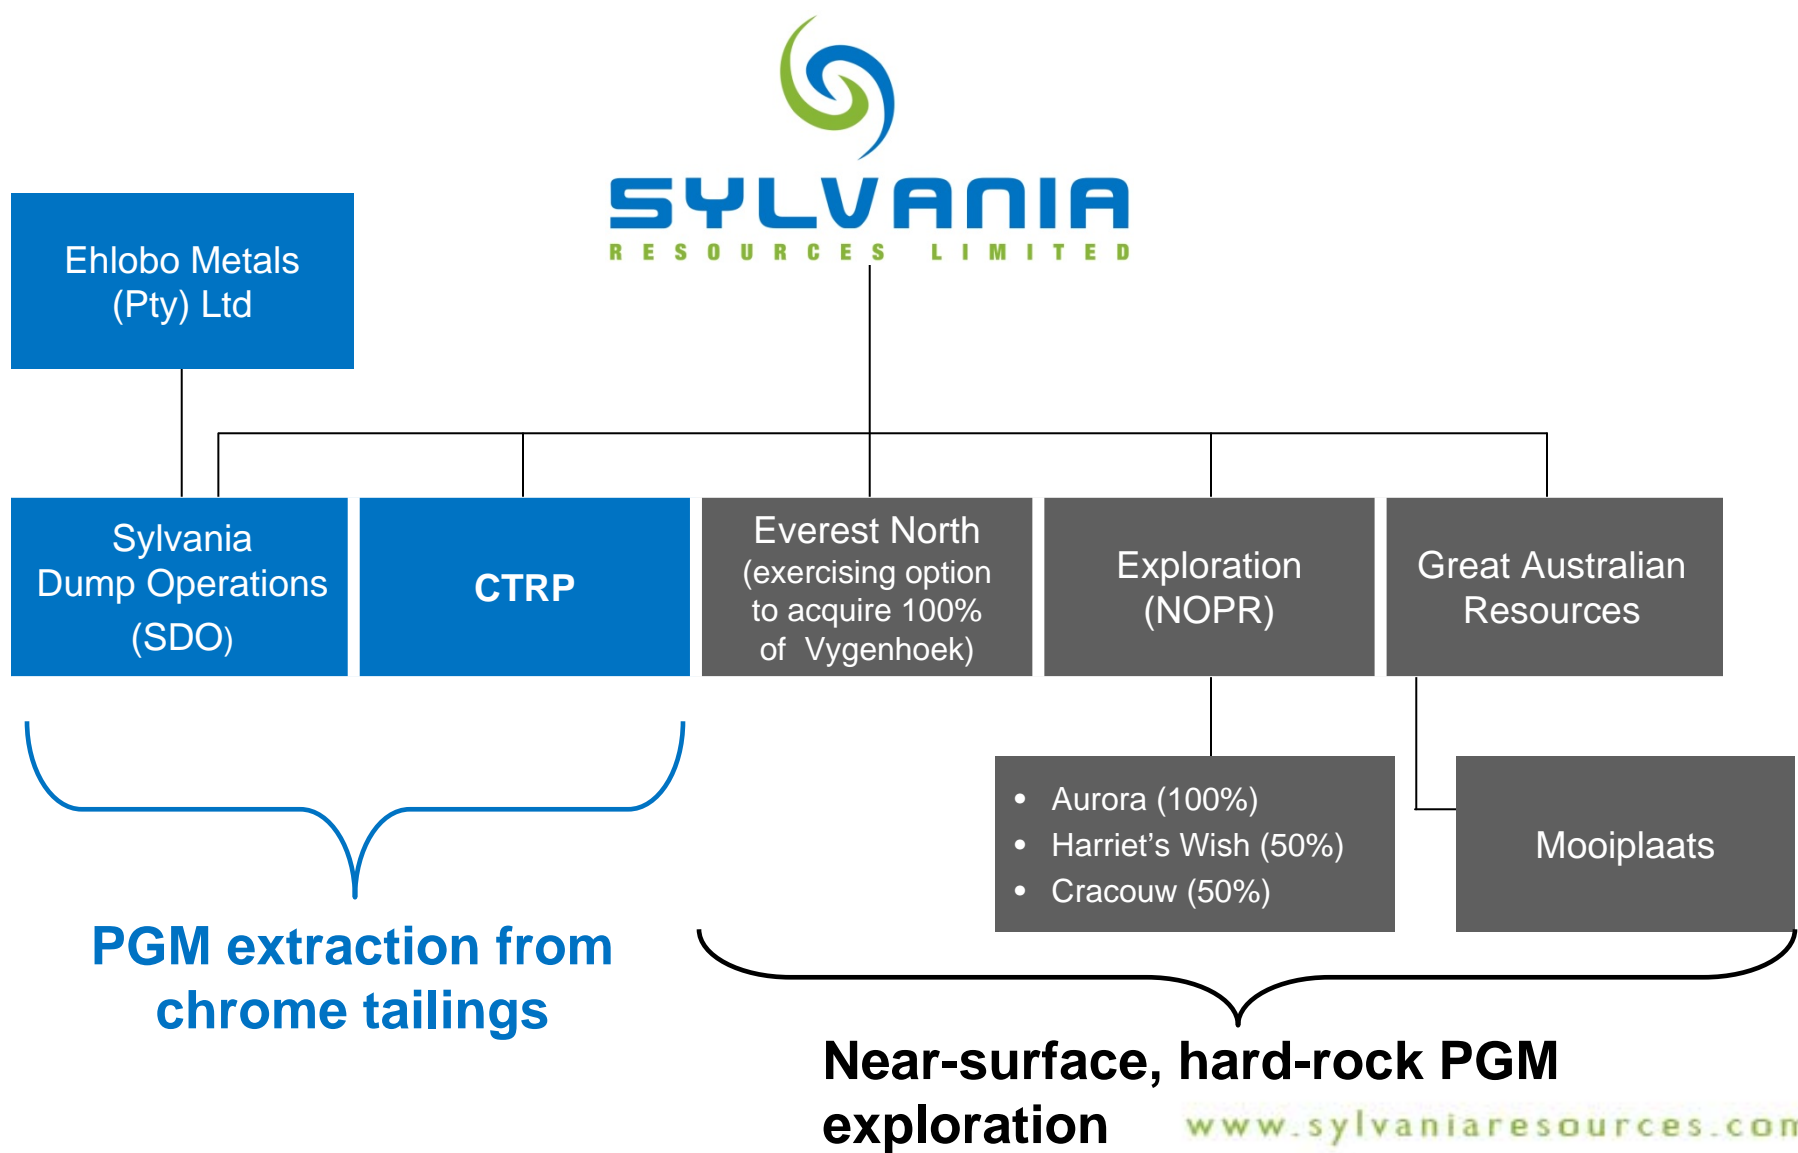 SYLVANIA
RESOURCES LIMITED
Ehlobo Metals
(Pty) Ltd
Sylvania
Dump Operations
(SDO)
CTRP
Everest North
(exercising option
to acquire 100%
of Vygenhoek)
Exploration
(NOPR)
Great Australian
Resources
• Aurora (100%)
• Harriet’s Wish (50%)
• Cracouw (50%)
Mooiplaats
PGM extraction from
chrome tailings
Near-surface, hard-rock PGM
exploration
www.sylvaniaresources.com